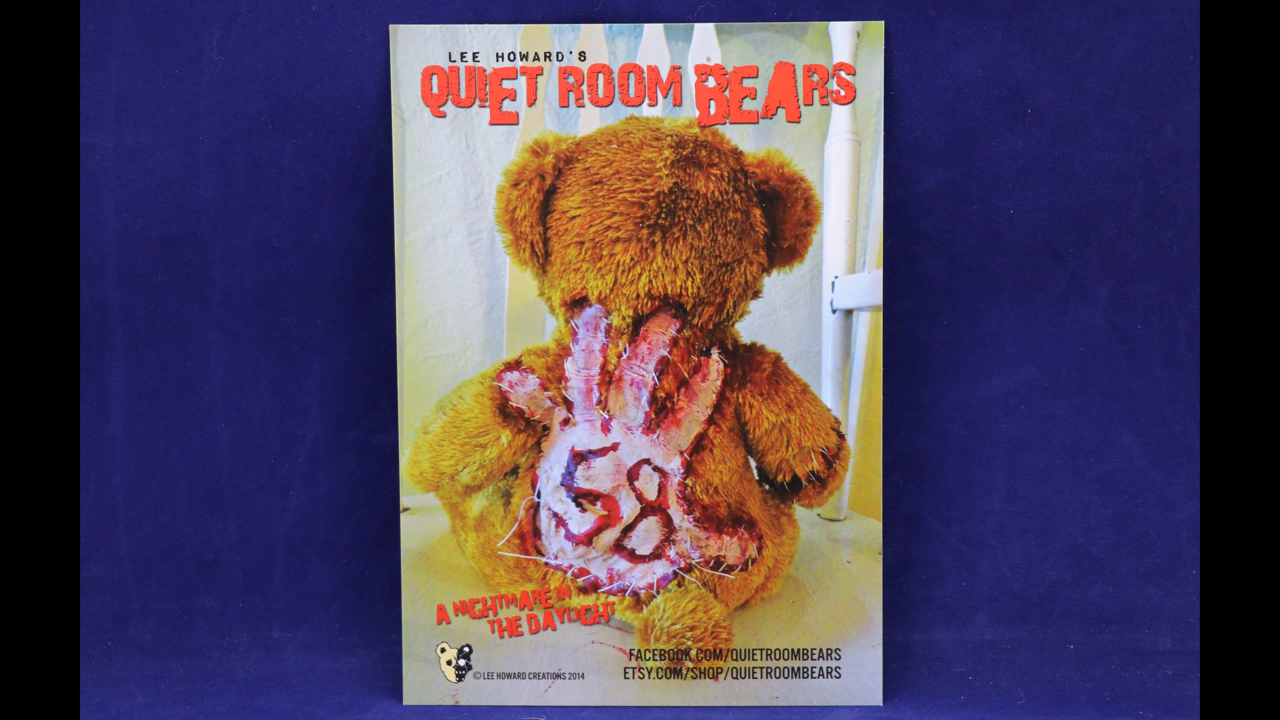 LEE HOWARD'S
QUIET ROOM BEARS
58
A NIGHTMARE IN
THE DAYLIGHT
FACEBOOK.COM/QUIETROOMBEARS
ETSY.COM/SHOP/QUIETROOMBEARS
© LEE HOWARD CREATIONS 2014